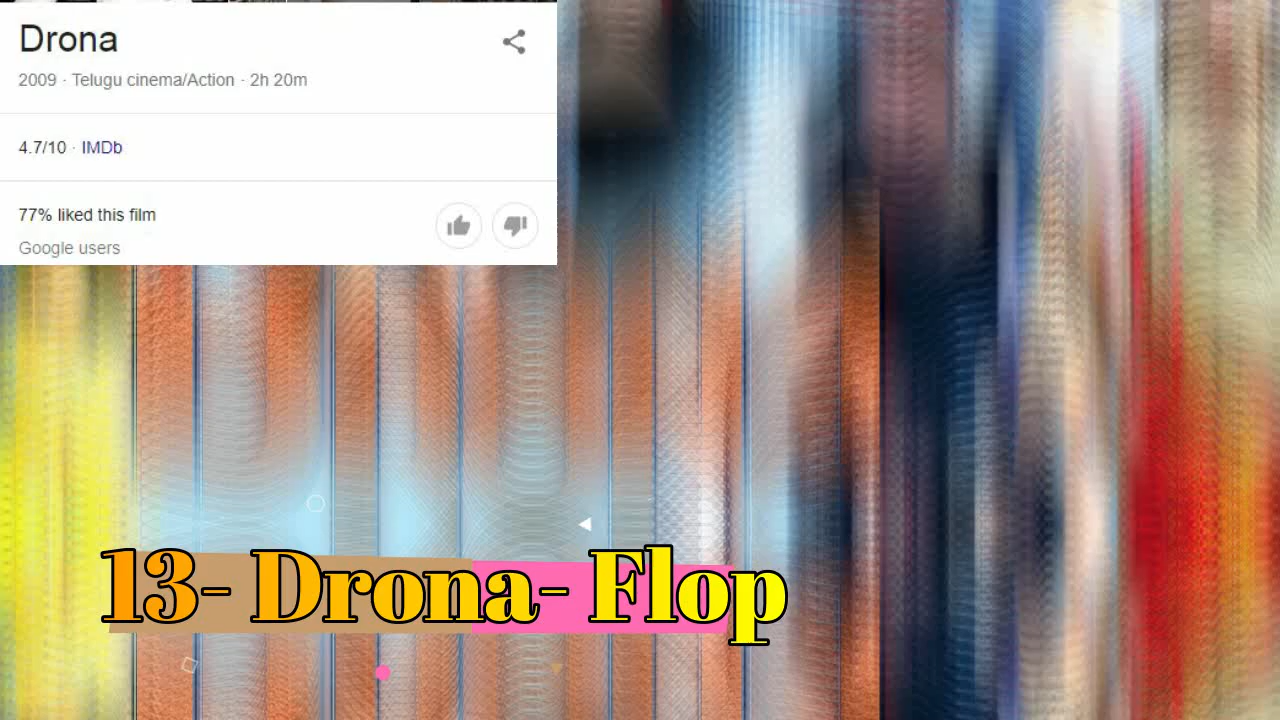 Drona
2009 · Telugu cinema/Action · 2h 20m
4.7/10 · IMDb
77% liked this film
Google users
13- Drona- Flop